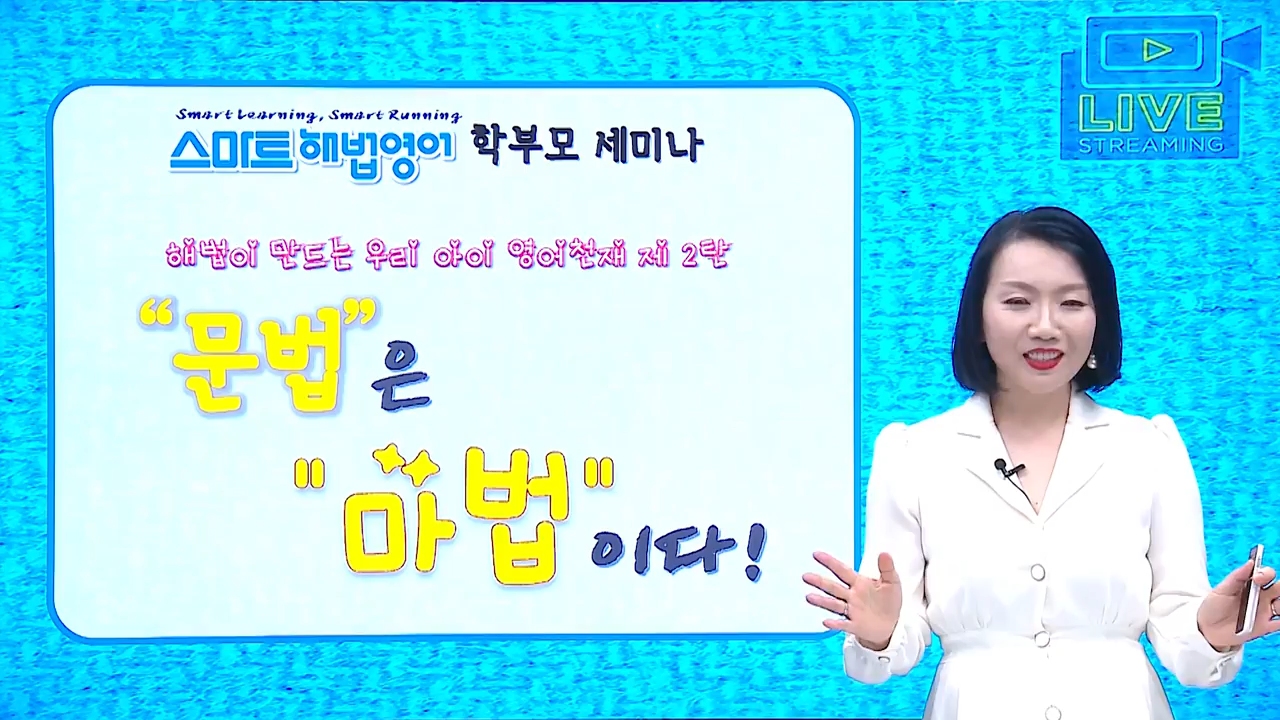 Smart Learning, Smart Running
스마트해법영어 학부모 세미나
해법이 만드는 우리 아이 영어천재 제 2탄
“문법”은
"마법"이다!
LIVE
STREAMING